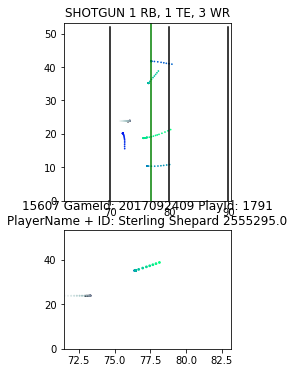 SHOTGUN 1 RB, 1 TE, 3 WR
50
40
30
20
10
0
70 80 90
15607 GameId: 2017092409 PlayId: 1791
PlayerName + ID: Sterling Shepard 2555295.0
40
20
0
72.5 75.0 77.5 80.0 82.5